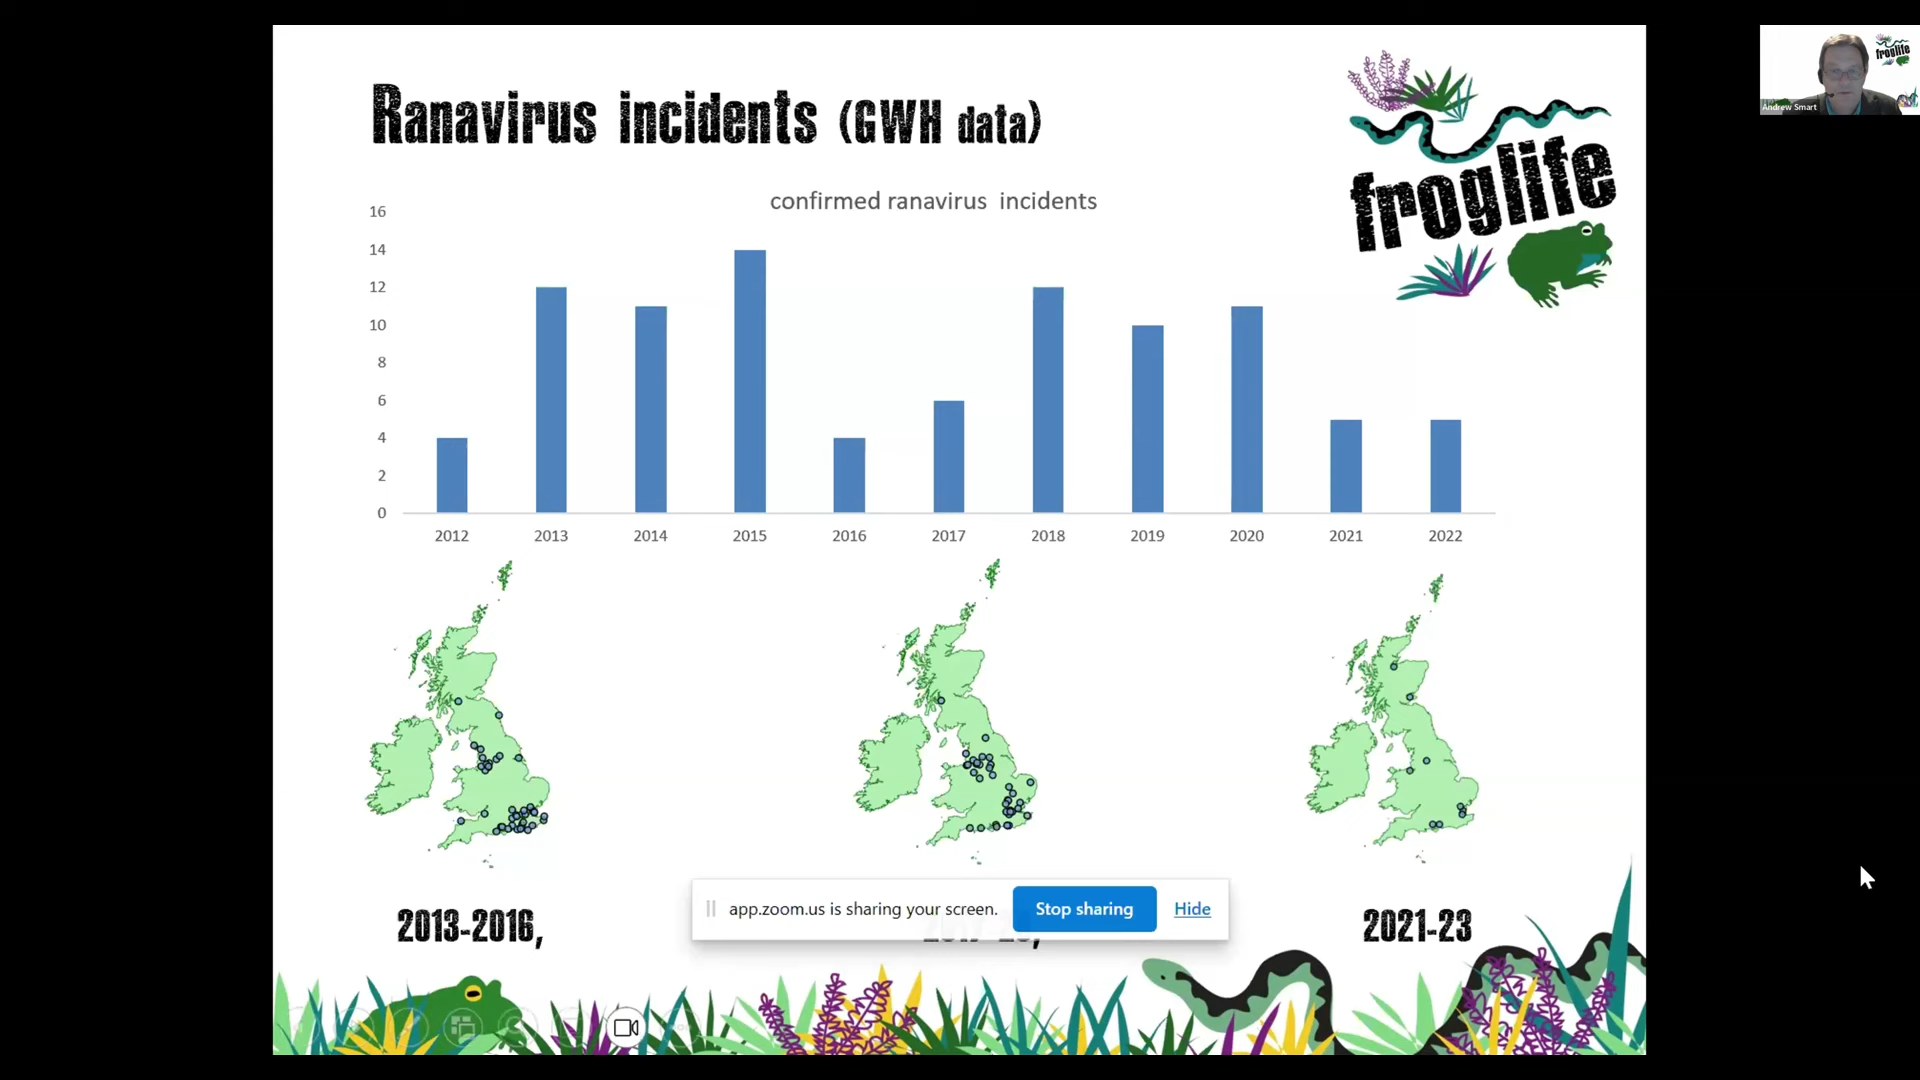 Ranavirus incidents (GWH data)
froglife
Andrew Smart
froglife
confirmed ranavirus incidents
16
14
12
10
8
6
4
2
0
2012 2013 2014 2015 2016 2017 2018 2019 2020 2021 2022
app.zoom.us is sharing your screen. Stop sharing Hide
2013-2016, 2021-23